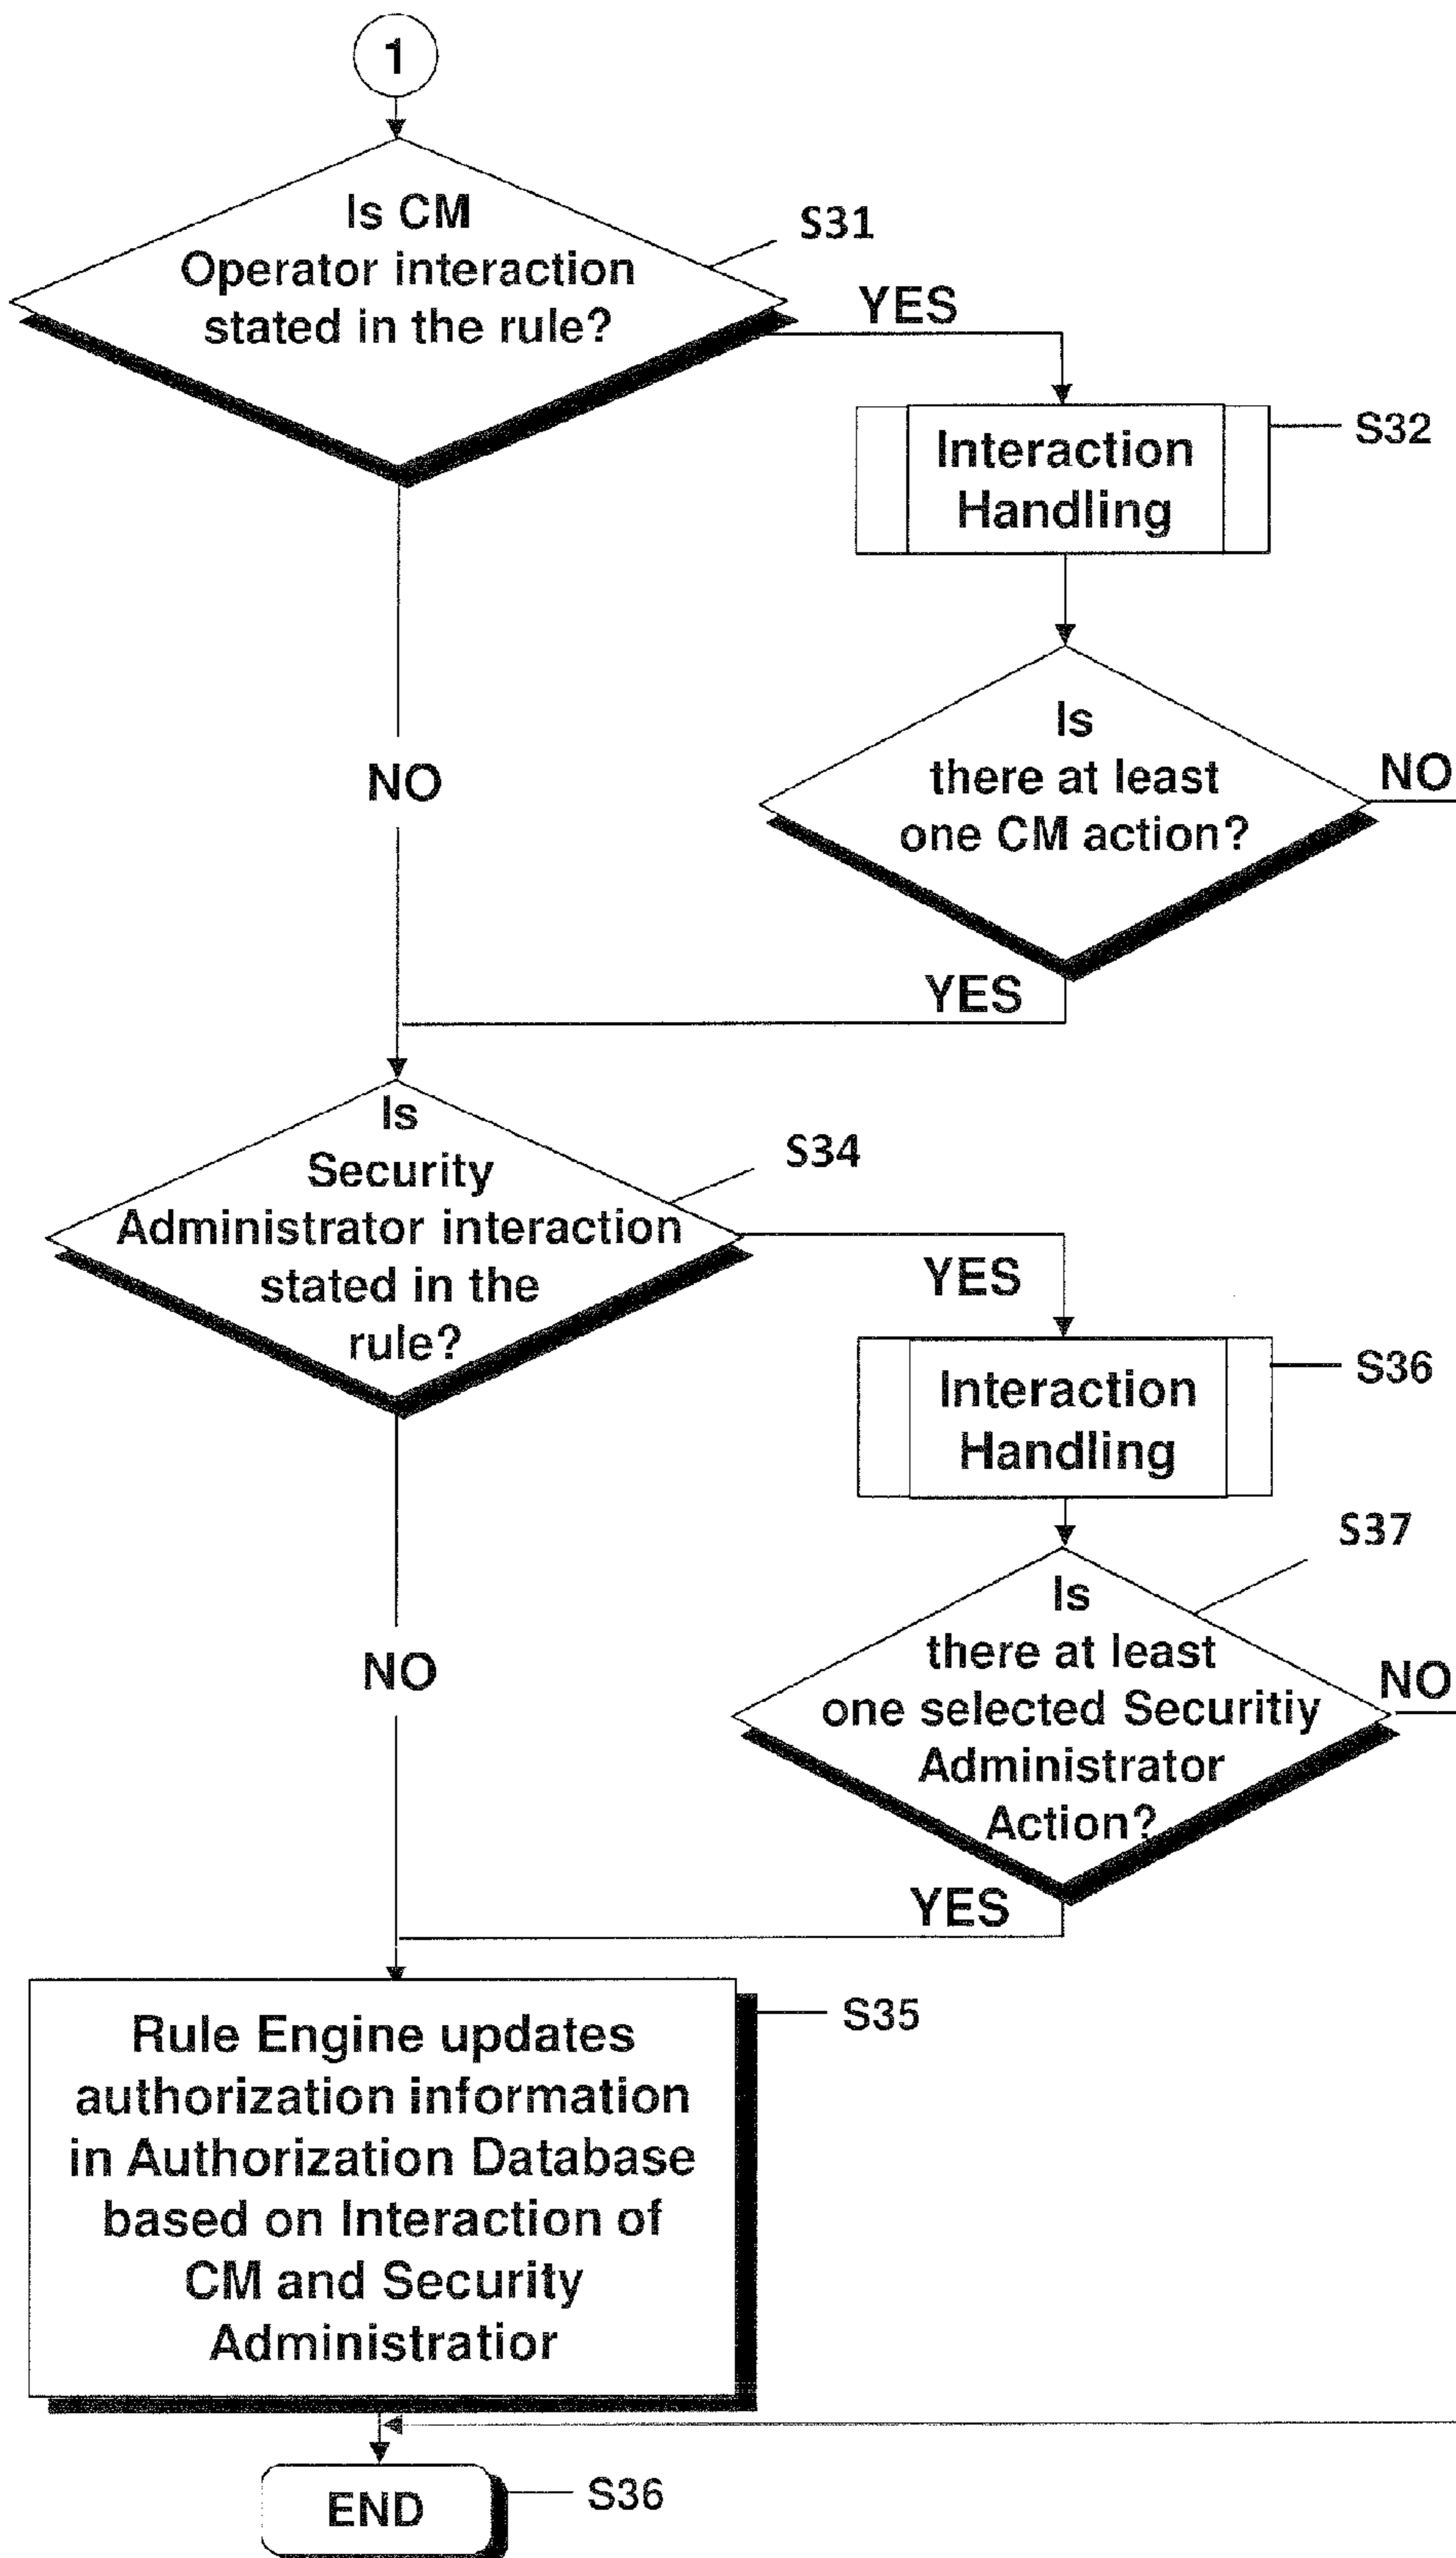 1
Is CM
Operator interaction
stated in the rule?
S31
YES
Interaction
Handling
S32
Is
there at least
one CM action?
NO
NO
YES
Is
Security
Administrator interaction
stated in the
rule?
S34
YES
Interaction
Handling
S36
S37
Is
there at least
one selected Securitiy
Administrator
Action?
NO
NO
YES
Rule Engine updates
authorization information
in Authorization Database
based on Interaction of
CM and Security
Administratior
S35
END
S36